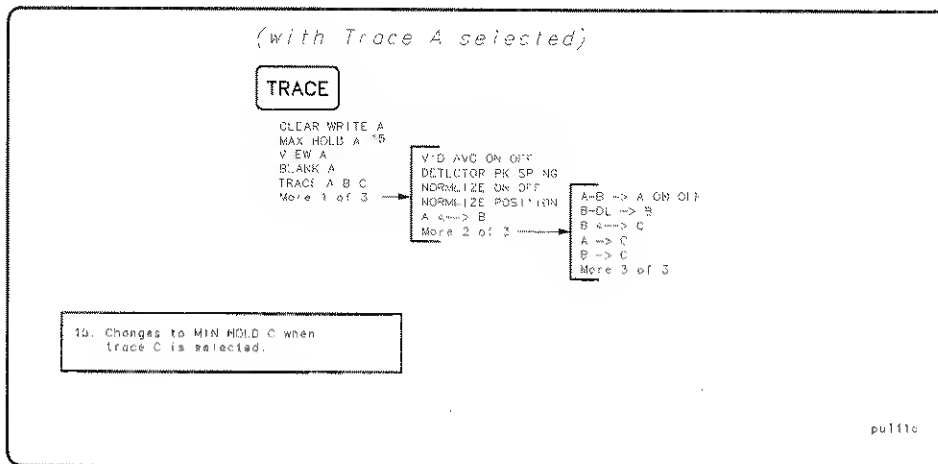 (with Trace A selected)
TRACE
CLEAR WRITE A
MAX HOLD A 15
VIEW A
BLANK A
TRACE A B C
More 1 of 3
VID AVG ON OFF
DETECTOR PK SP NG
NORMLIZE ON OFF
NORMLIZE POSITION
A <--> B
More 2 of 3
A-B -> A ON OFF
B-DL -> B
B <--> C
A -> C
B -> C
More 3 of 3
15. Changes to MIN HOLD C when
trace C is selected.